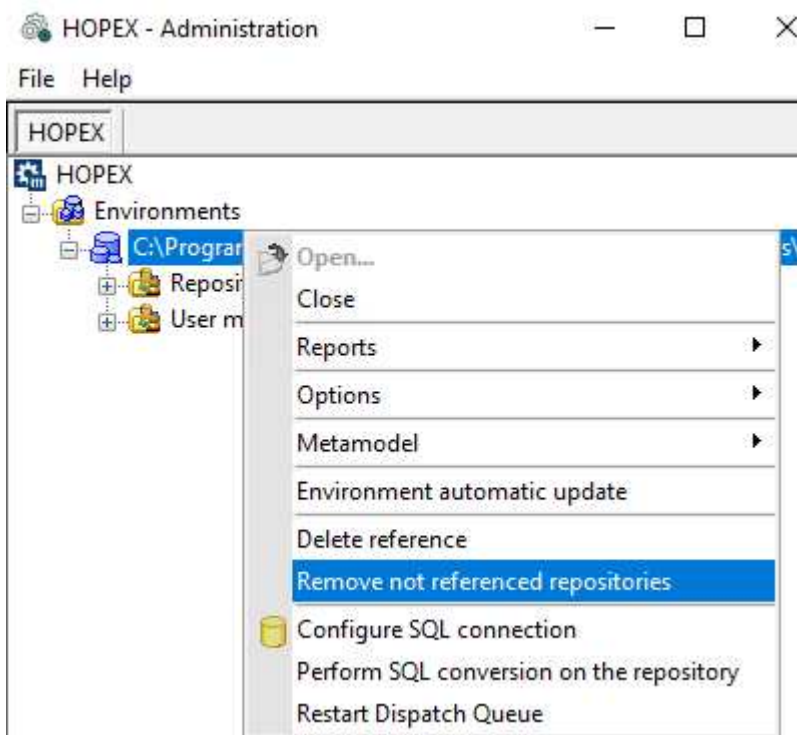 HOPEX - Administration
File Help
HOPEX
HOPEX
Environments
C:\Progra
Open...
Close
Reports
Options
Metamodel
Environment automatic update
Delete reference
Remove not referenced repositories
Configure SQL connection
Perform SQL conversion on the repository
Restart Dispatch Queue
s\
Reposi
User m